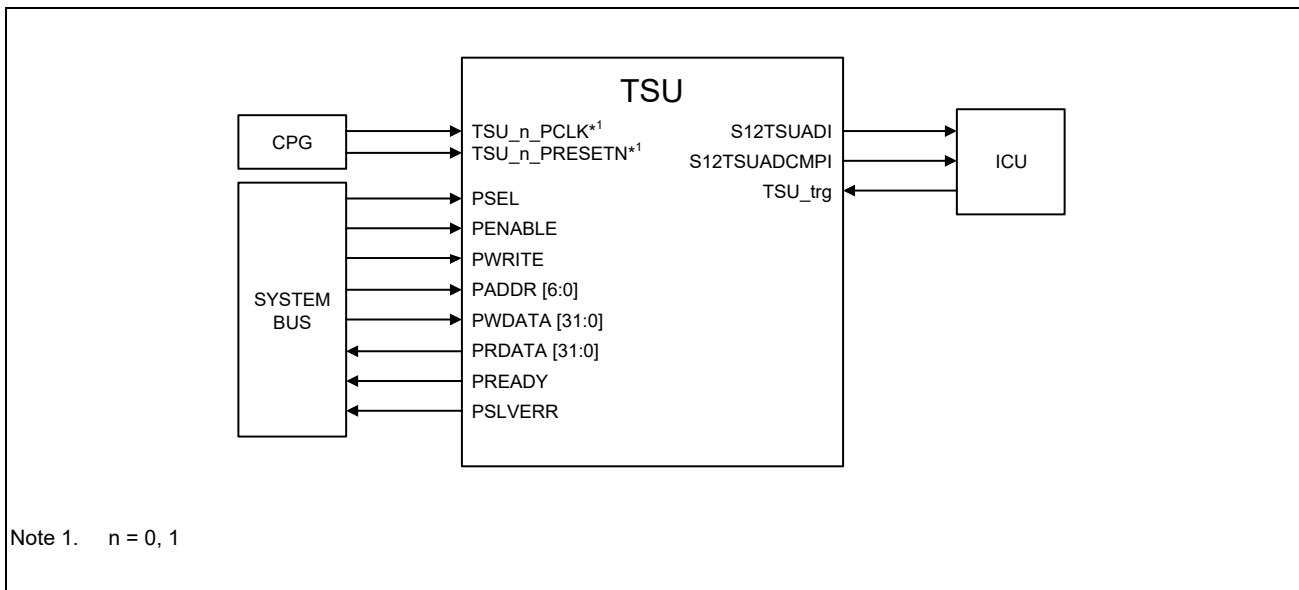 TSU
CPG
TSU_n_PCLK*1
TSU_n_PRESETN*1
SYSTEM
BUS
PSEL
PENABLE
PWRITE
PADDR [6:0]
PWDATA [31:0]
PRDATA [31:0]
PREADY
PSLVERR
S12TSUADI
S12TSUADCMPI
TSU_trg
ICU
Note 1. n = 0, 1